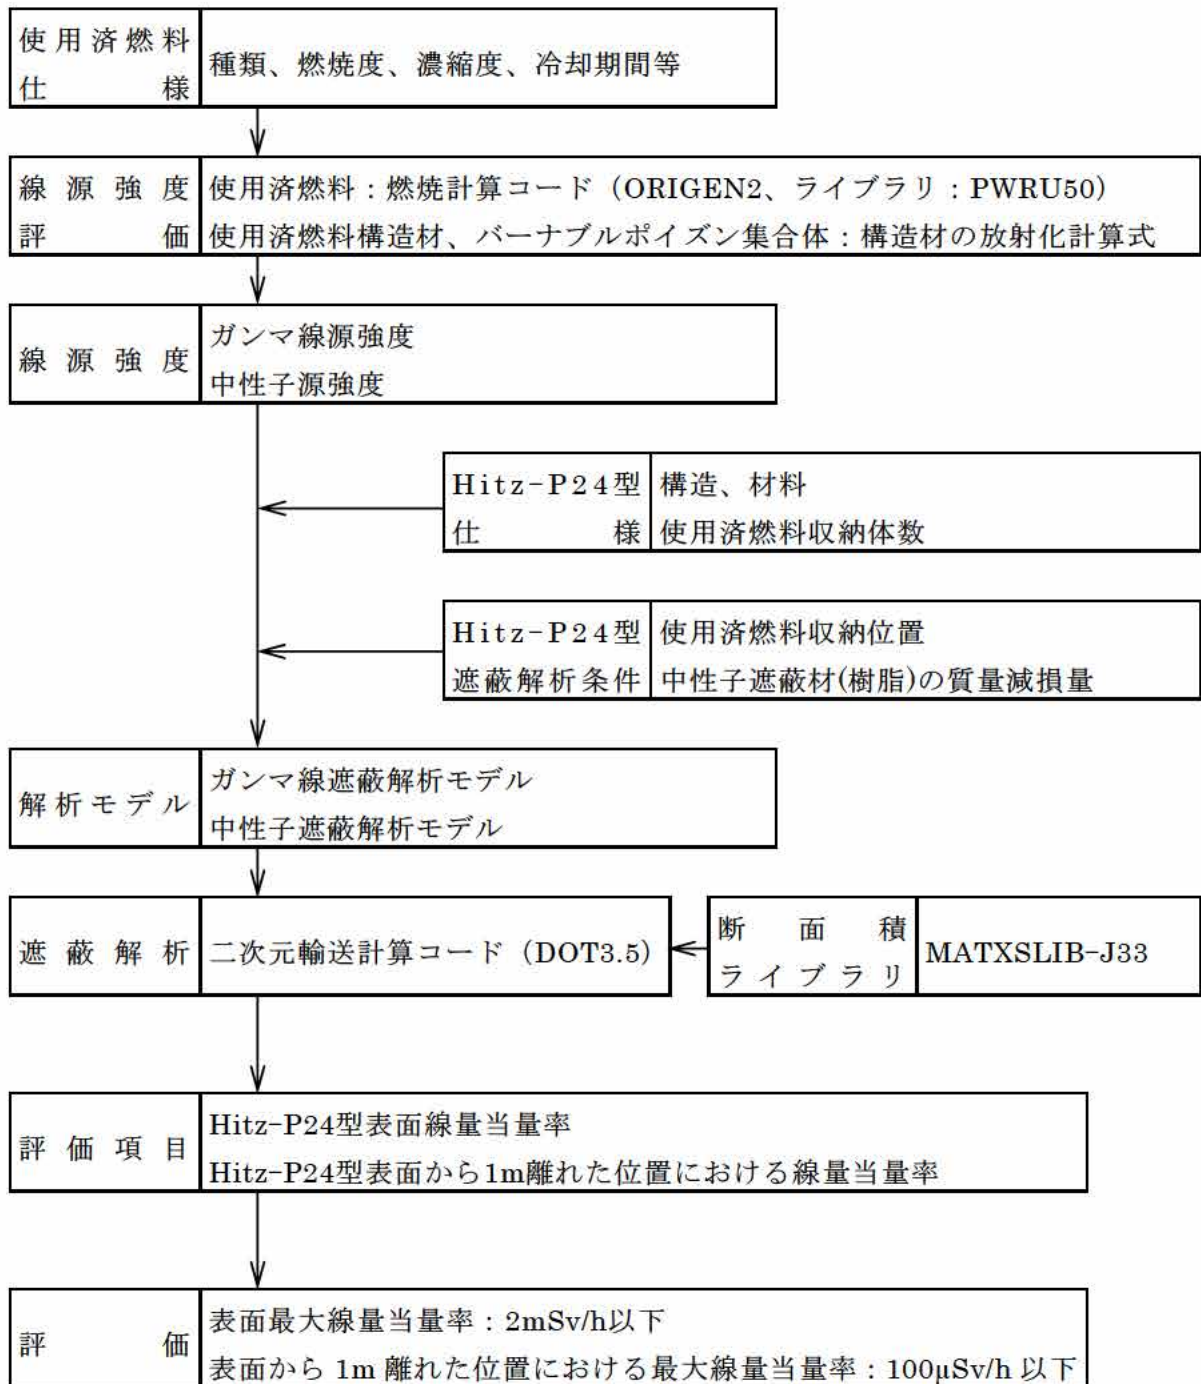 使用済燃料
仕様
種類、燃焼度、濃縮度、冷却期間等
線源強度
評価
使用済燃料：燃焼計算コード（ORIGEN2、ライブラリ：PWRU50）
使用済燃料構造材、バーナブルポイズン集合体：構造材の放射化計算式
線源強度
ガンマ線源強度
中性子源強度
Hitz-P24型
仕様
構造、材料
使用済燃料収納体数
Hitz-P24型
遮蔽解析条件
使用済燃料収納位置
中性子遮蔽材(樹脂)の質量減損量
解析モデル
ガンマ線遮蔽解析モデル
中性子遮蔽解析モデル
遮蔽解析
二次元輸送計算コード（DOT3.5）
断面積
ライブラリ
MATXSLIB-J33
評価項目
Hitz-P24型表面線量当量率
Hitz-P24型表面から1m離れた位置における線量当量率
評価
表面最大線量当量率：2mSv/h以下
表面から 1m 離れた位置における最大線量当量率：100μSv/h 以下